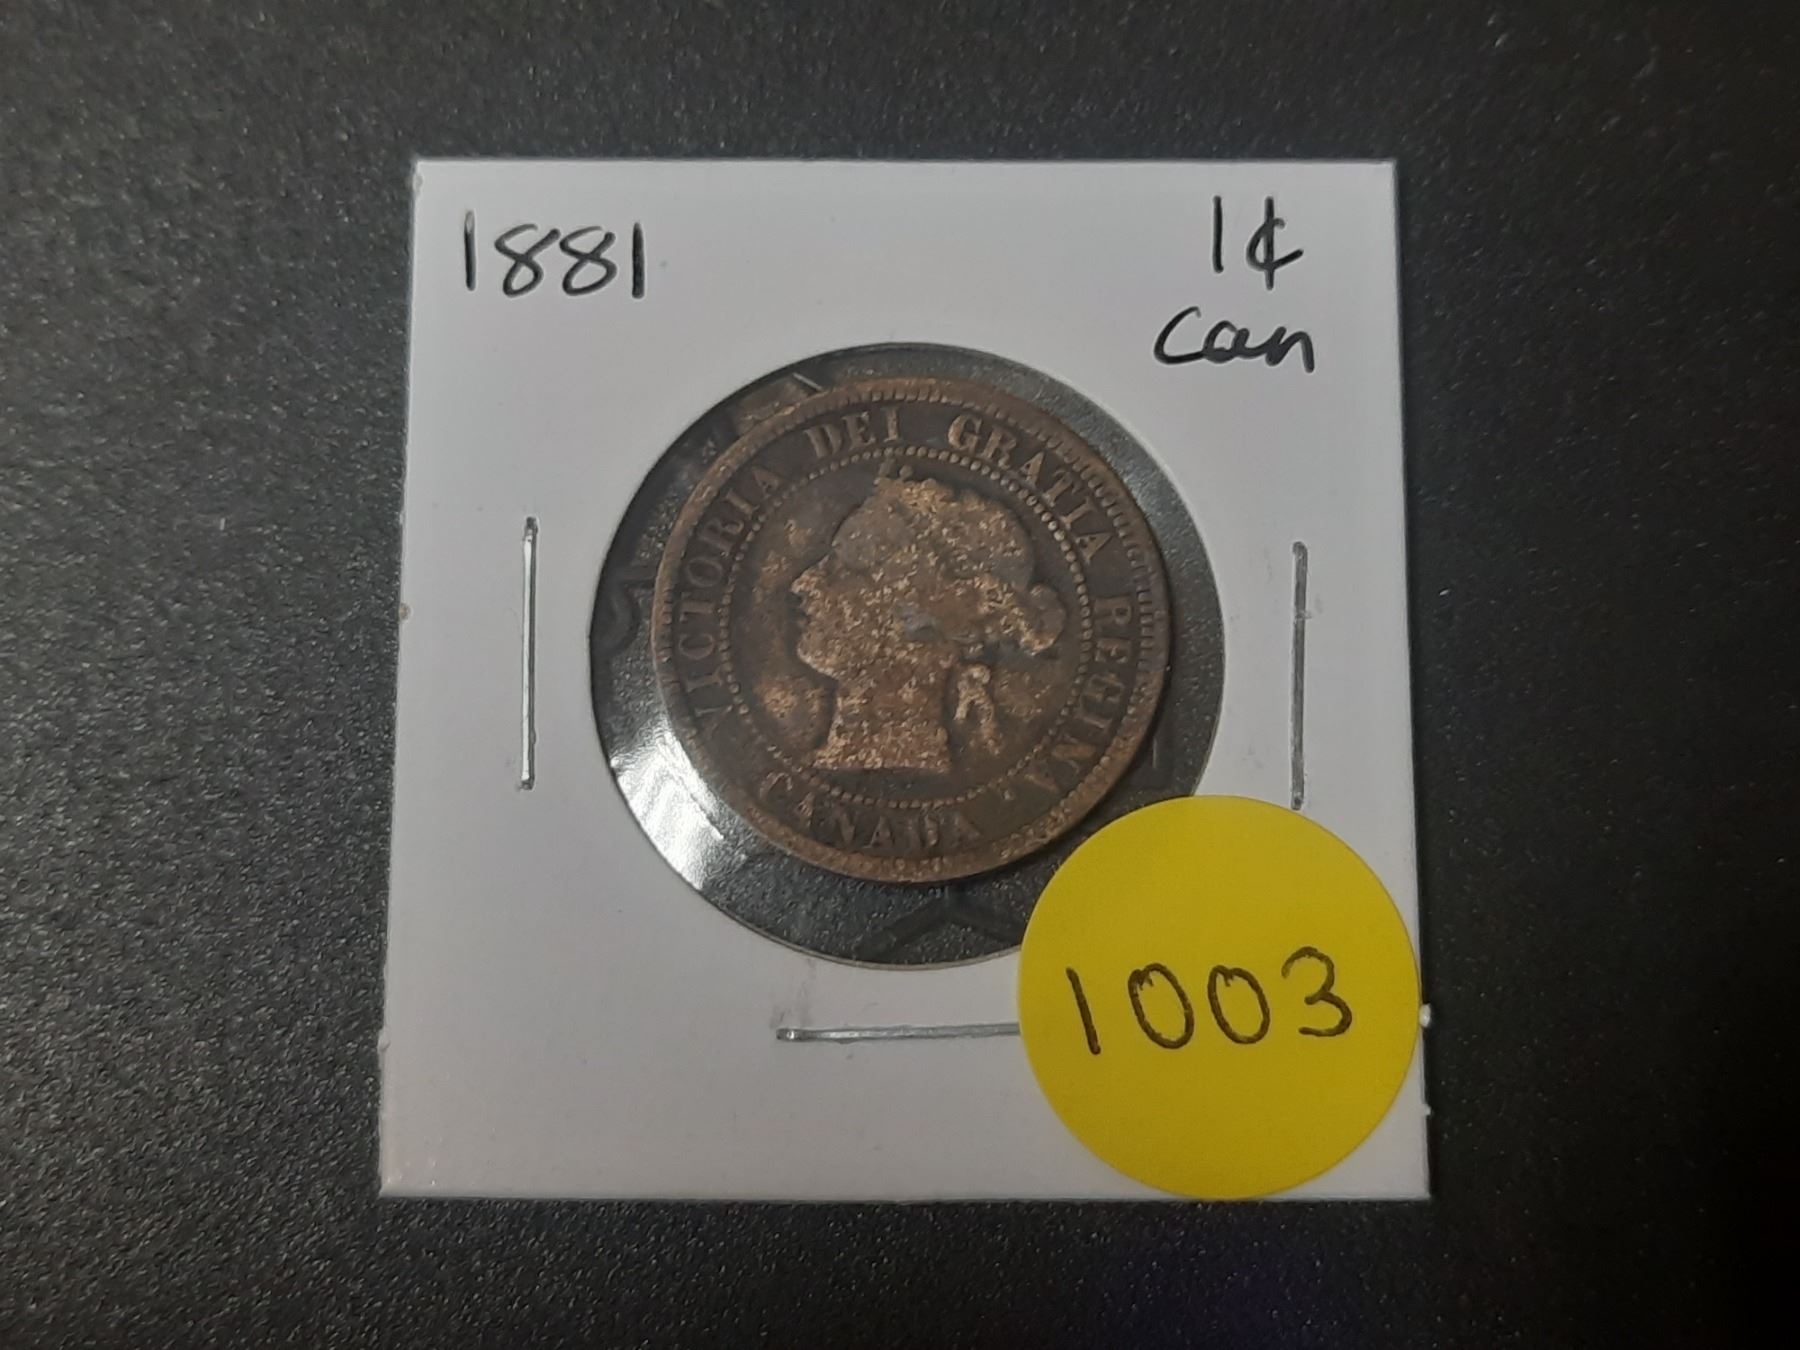 1881
1¢
Can
VICTORIA DEI GRATIA REGINA
CANADA
1003